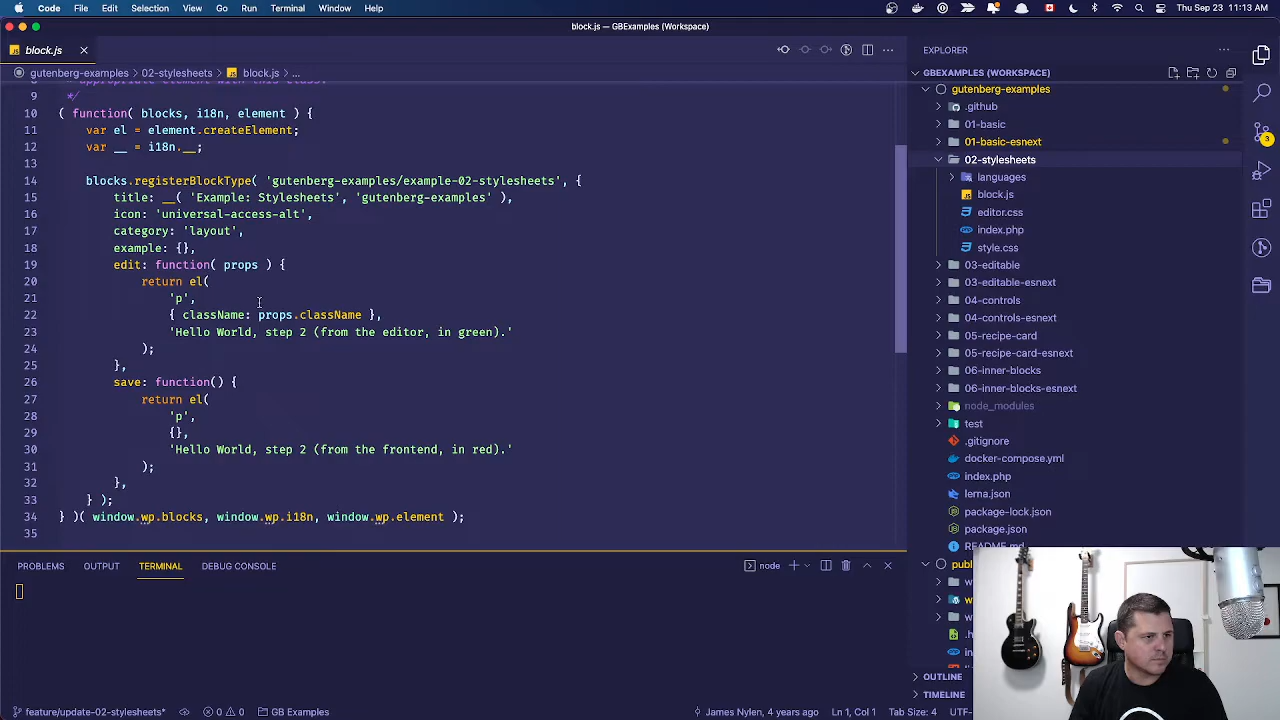 Code File Edit Selection View Go Run Terminal Window Help Thu Sep 23 11:13 AM
block.js — GBExamples (Workspace)
block.js
gutenberg-examples > 02-stylesheets > block.js > ...
appropriate element with this class.
9 */
10 ( function( blocks, i18n, element ) {
11 var el = element.createElement;
12 var __ = i18n.__;
13
14 blocks.registerBlockType( 'gutenberg-examples/example-02-stylesheets', {
15 title: __( 'Example: Stylesheets', 'gutenberg-examples' ),
16 icon: 'universal-access-alt',
17 category: 'layout',
18 example: {},
19 edit: function( props ) {
20 return el(
21 'p',
22 { className: props.className },
23 'Hello World, step 2 (from the editor, in green).'
24 );
25 },
26 save: function() {
27 return el(
28 'p',
29 {},
30 'Hello World, step 2 (from the frontend, in red).'
31 );
32 },
33 } );
34 } )( window.wp.blocks, window.wp.i18n, window.wp.element );
35
PROBLEMS OUTPUT TERMINAL DEBUG CONSOLE
node
EXPLORER
GBEXAMPLES (WORKSPACE)
gutenberg-examples
.github
01-basic
01-basic-esnext
02-stylesheets
languages
block.js
editor.css
index.php
style.css
03-editable
03-editable-esnext
04-controls
04-controls-esnext
05-recipe-card
05-recipe-card-esnext
06-inner-blocks
06-inner-blocks-esnext
node_modules
test
.gitignore
docker-compose.yml
index.php
lerna.json
package-lock.json
package.json
README.md
OUTLINE
TIMELINE
3
feature/update-02-stylesheets* 0 0 GB Examples James Nylen, 4 years ago Ln 1, Col 1 Tab Size: 4